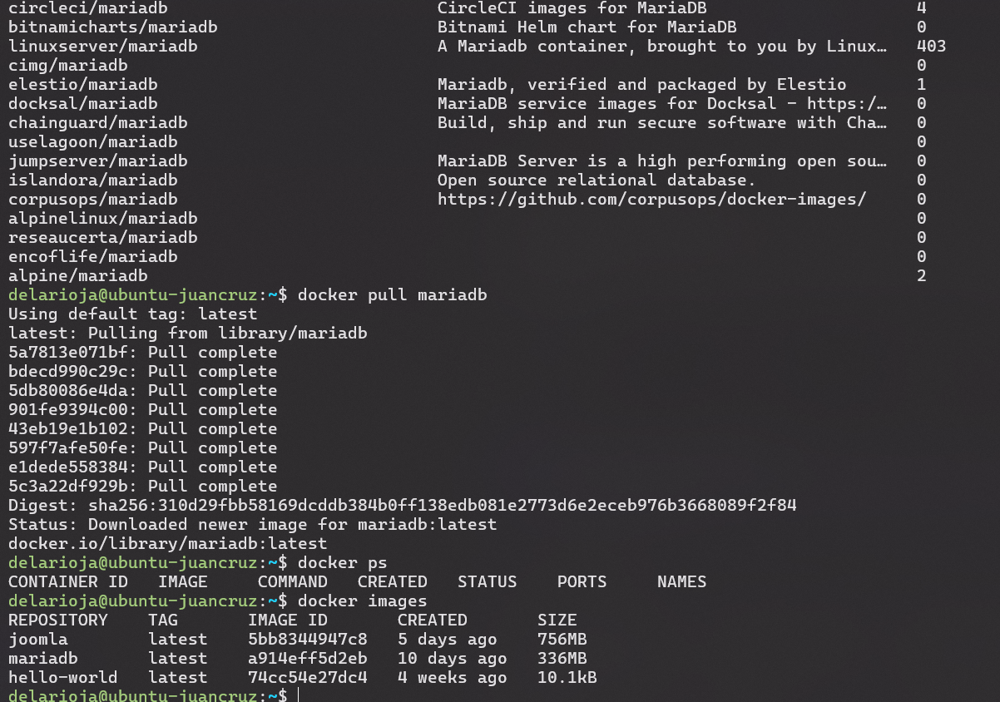 circleci/mariadb CircleCI images for MariaDB 4
bitnamicharts/mariadb Bitnami Helm chart for MariaDB 0
linuxserver/mariadb A Mariadb container, brought to you by Linux… 403
cimg/mariadb 0
elestio/mariadb Mariadb, verified and packaged by Elestio 1
docksal/mariadb MariaDB service images for Docksal - https:/… 0
chainguard/mariadb Build, ship and run secure software with Cha… 0
uselagoon/mariadb 0
jumpserver/mariadb MariaDB Server is a high performing open sou… 0
islandora/mariadb Open source relational database. 0
corpusops/mariadb https://github.com/corpusops/docker-images/ 0
alpinelinux/mariadb 0
reseaucerta/mariadb 0
encoflife/mariadb 0
alpine/mariadb 2
delarioja@ubuntu-juancruz:~$ docker pull mariadb
Using default tag: latest
latest: Pulling from library/mariadb
5a7813e071bf: Pull complete
bdecd990c29c: Pull complete
5db80086e4da: Pull complete
901fe9394c00: Pull complete
43eb19e1b102: Pull complete
597f7afe50fe: Pull complete
e1dede558384: Pull complete
5c3a22df929b: Pull complete
Digest: sha256:310d29fbb58169dcddb384b0ff138edb081e2773d6e2eceb976b3668089f2f84
Status: Downloaded newer image for mariadb:latest
docker.io/library/mariadb:latest
delarioja@ubuntu-juancruz:~$ docker ps
CONTAINER ID IMAGE COMMAND CREATED STATUS PORTS NAMES
delarioja@ubuntu-juancruz:~$ docker images
REPOSITORY TAG IMAGE ID CREATED SIZE
joomla latest 5bb8344947c8 5 days ago 756MB
mariadb latest a914eff5d2eb 10 days ago 336MB
hello-world latest 74cc54e27dc4 4 weeks ago 10.1kB
delarioja@ubuntu-juancruz:~$